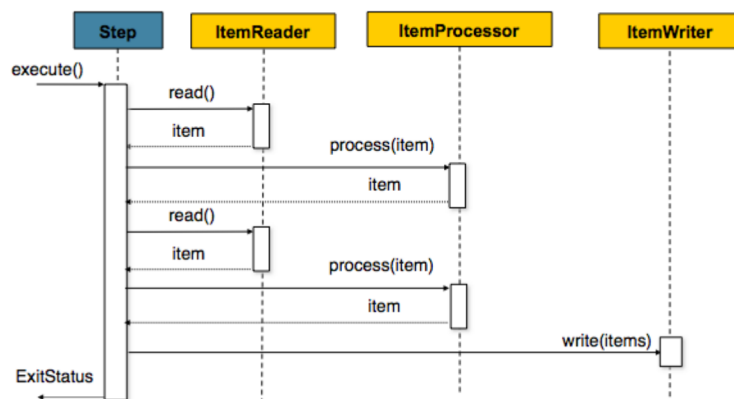 Step
ItemReader
ItemProcessor
ItemWriter
execute()
read()
item
process(item)
item
read()
item
process(item)
item
write(items)
ExitStatus